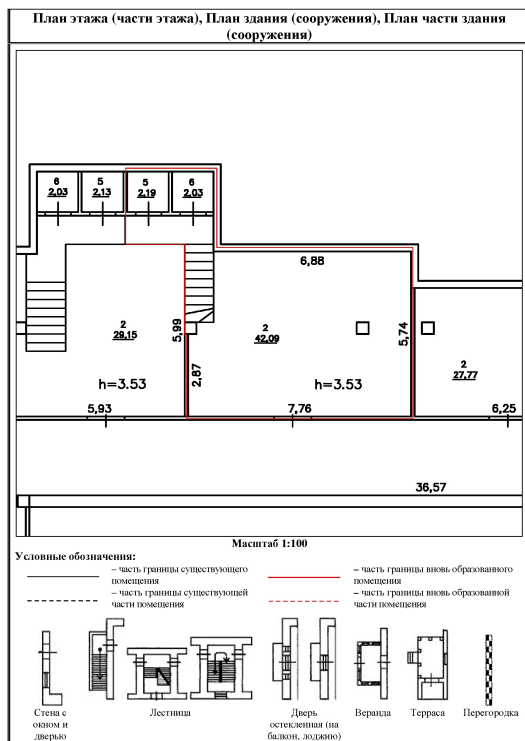 План этажа (части этажа), План здания (сооружения), План части здания
(сооружения)
6
2,03
5
2,13
5
2,19
6
2,03
6,88
2
29,15
5,99
2
42,09
5,74
2
27,77
2,87
h=3.53
h=3.53
5,93
7,76
6,25
36,57
Масштаб 1:100
Условные обозначения:
– часть границы существующего
помещения
– часть границы вновь образованного
помещения
– часть границы существующей
части помещения
– часть границы вновь образованной
части помещения
Стена с
окном и
дверью
Лестница
Дверь
остекленная (на
балкон, лоджию)
Веранда
Терраса
Перегородка